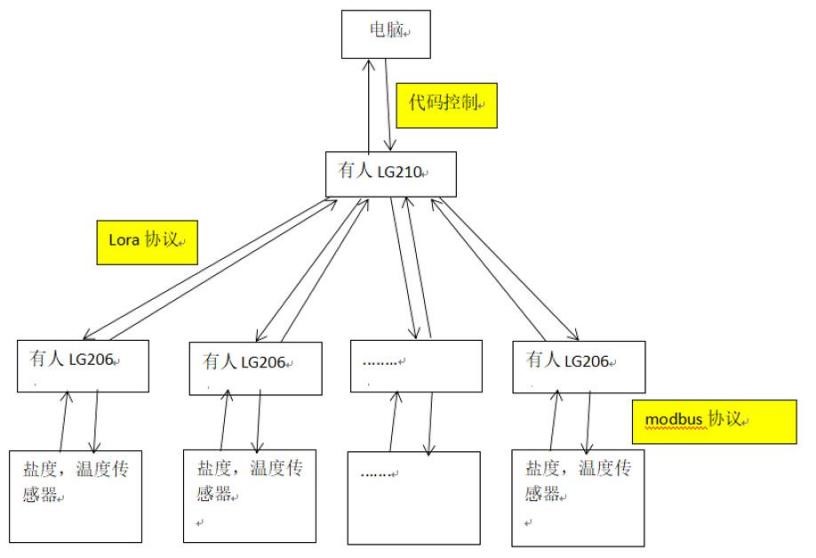 电脑
代码控制
有人 LG210
Lora 协议
有人 LG206
有人 LG206
........
有人 LG206
modbus 协议
盐度，温度传
感器
盐度，温度传
感器
.......
盐度，温度传
感器